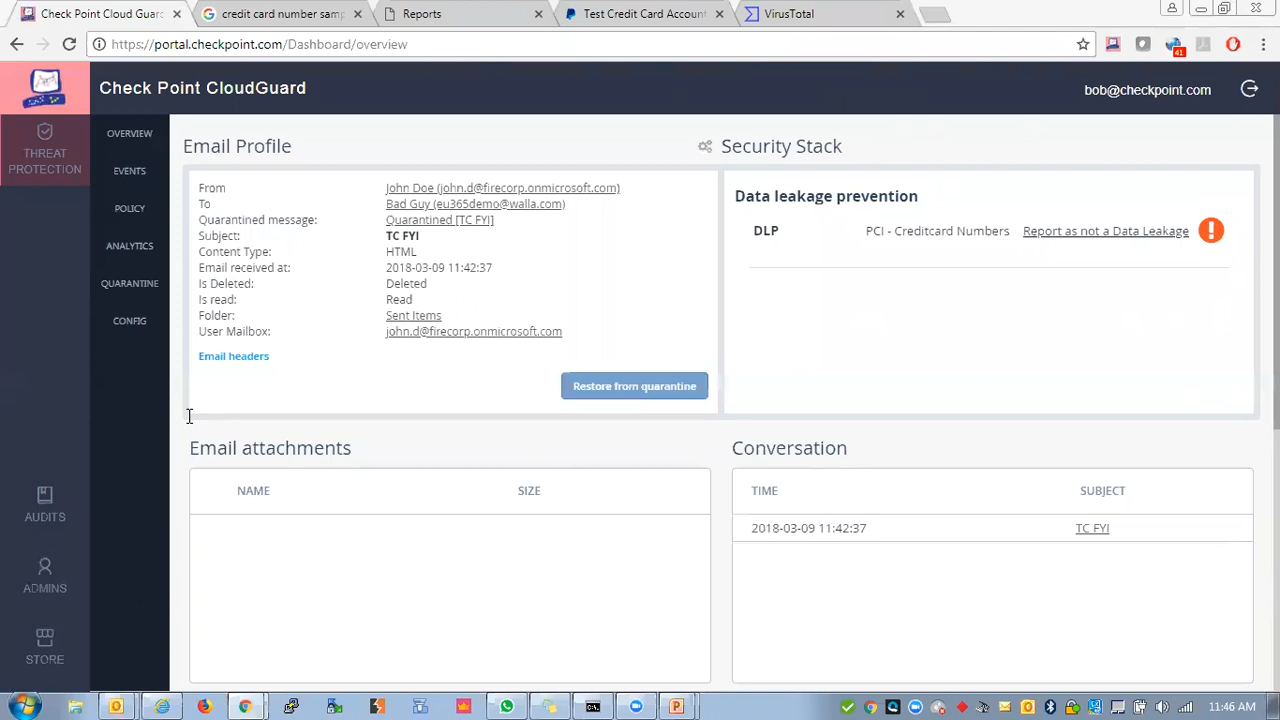 Check Point Cloud Guard
credit card number samp
Reports
Test Credit Card Account
VirusTotal
https://portal.checkpoint.com/Dashboard/overview
41
Check Point CloudGuard
bob@checkpoint.com
THREAT
PROTECTION
AUDITS
ADMINS
STORE
OVERVIEW
EVENTS
POLICY
ANALYTICS
QUARANTINE
CONFIG
Email Profile
From John Doe (john.d@firecorp.onmicrosoft.com)
To Bad Guy (eu365demo@walla.com)
Quarantined message: Quarantined [TC FYI]
Subject: TC FYI
Content Type: HTML
Email received at: 2018-03-09 11:42:37
Is Deleted: Deleted
Is read: Read
Folder: Sent Items
User Mailbox: john.d@firecorp.onmicrosoft.com
Email headers
Restore from quarantine
Security Stack
Data leakage prevention
DLP PCI - Creditcard Numbers Report as not a Data Leakage
Email attachments
NAME SIZE
Conversation
TIME SUBJECT
2018-03-09 11:42:37 TC FYI
11:46 AM